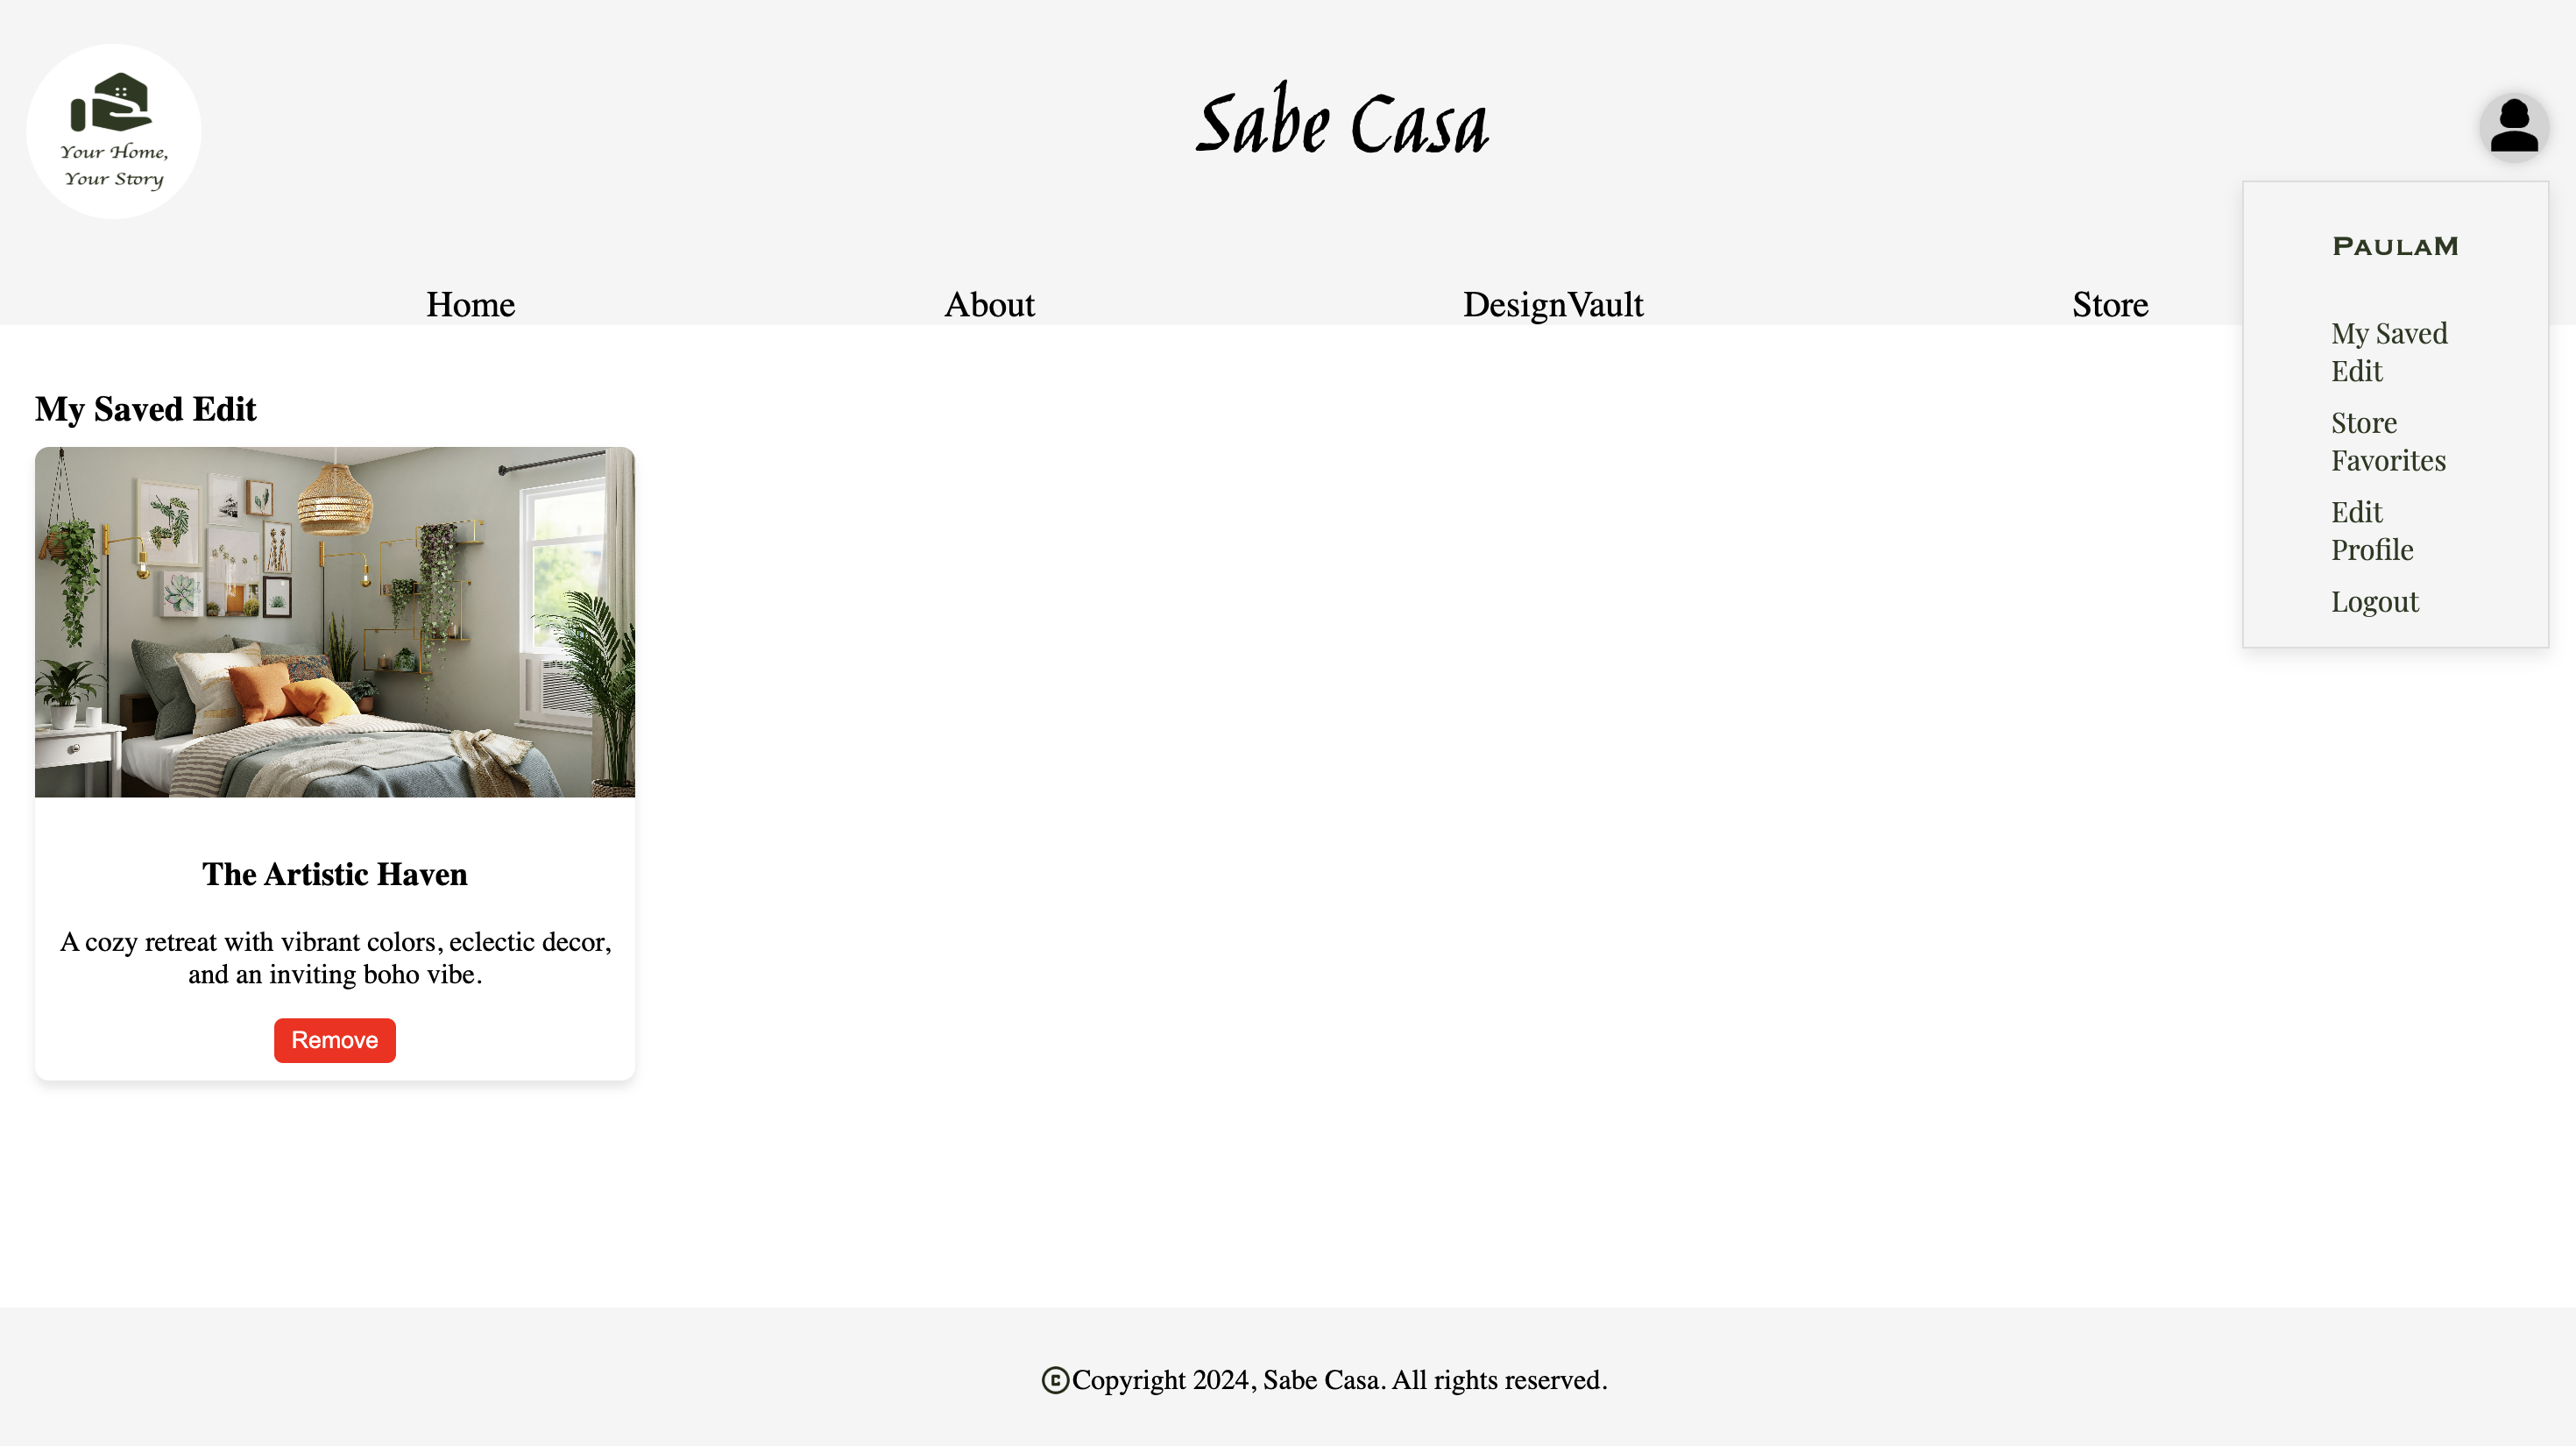 Your Home,
Your Story
Sabe Casa
Home
About
DesignVault
Store
PaulaM
My Saved
Edit
Store
Favorites
Edit
Profile
Logout
My Saved Edit
The Artistic Haven
A cozy retreat with vibrant colors, eclectic decor,
and an inviting boho vibe.
Remove
©Copyright 2024, Sabe Casa. All rights reserved.